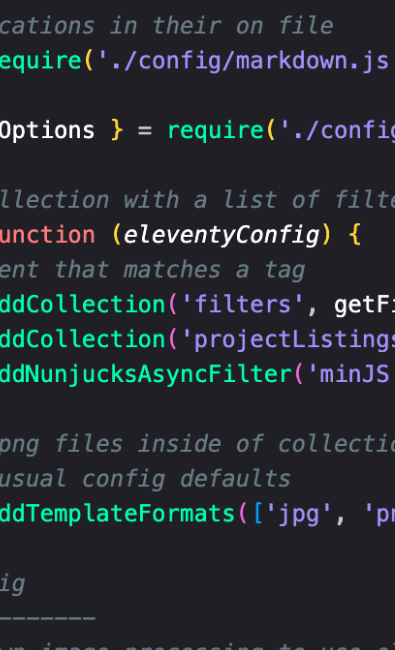 cations in their on file
equire('./config/markdown.js
Options } = require('./config
llection with a list of filte
unction (eleventyConfig) {
ent that matches a tag
ddCollection('filters', getFi
ddCollection('projectListings
ddNunjucksAsyncFilter('minJS
png files inside of collectio
usual config defaults
ddTemplateFormats(['jpg', 'pn
ig
-------